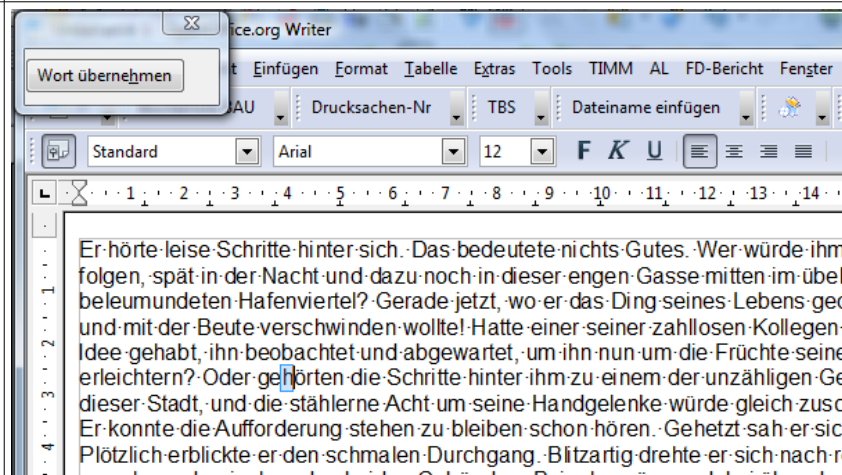 ice.org Writer
Wort übernehmen
t Einfügen Format Tabelle Extras Tools TIMM AL FD-Bericht Fenster
AU Drucksachen-Nr TBS Dateiname einfügen
Standard Arial 12 F K U
1 2 3 4 5 6 7 8 9 10 11 12 13 14
Er hörte leise Schritte hinter sich. Das bedeutete nichts Gutes. Wer würde ihm
folgen, spät in der Nacht und dazu noch in dieser engen Gasse mitten im übel
beleumundeten Hafenviertel? Gerade jetzt, wo er das Ding seines Lebens ged
und mit der Beute verschwinden wollte! Hatte einer seiner zahllosen Kollegen
Idee gehabt, ihn beobachtet und abgewartet, um ihn nun um die Früchte seine
erleichtern? Oder gehörten die Schritte hinter ihm zu einem der unzähligen Ge
dieser Stadt, und die stählerne Acht um seine Handgelenke würde gleich zus
Er konnte die Aufforderung stehen zu bleiben schon hören. Gehetzt sah er sic
Plötzlich erblickte er den schmalen Durchgang. Blitzartig drehte er sich nach r
1
2
3
4